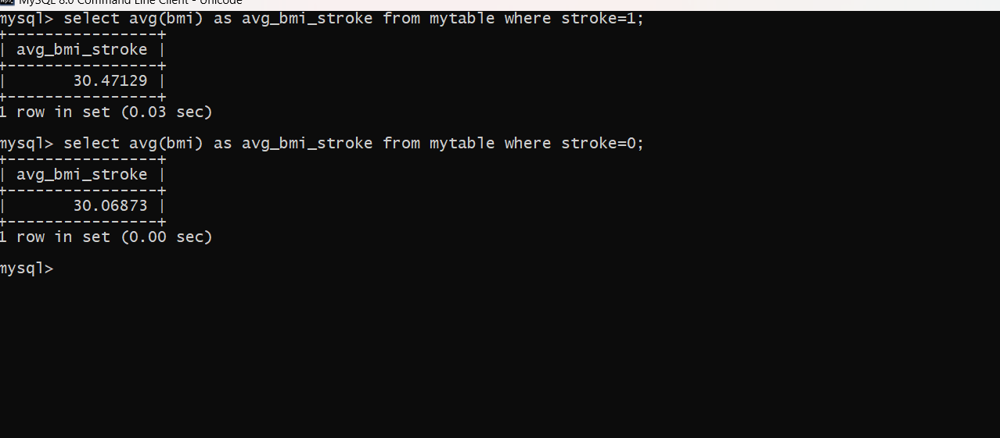 MySQL 8.0 Command Line Client - Unicode
mysql> select avg(bmi) as avg_bmi_stroke from mytable where stroke=1;
+----------------+
| avg_bmi_stroke |
+----------------+
|       30.47129 |
+----------------+
1 row in set (0.03 sec)
mysql> select avg(bmi) as avg_bmi_stroke from mytable where stroke=0;
+----------------+
| avg_bmi_stroke |
+----------------+
|       30.06873 |
+----------------+
1 row in set (0.00 sec)
mysql>